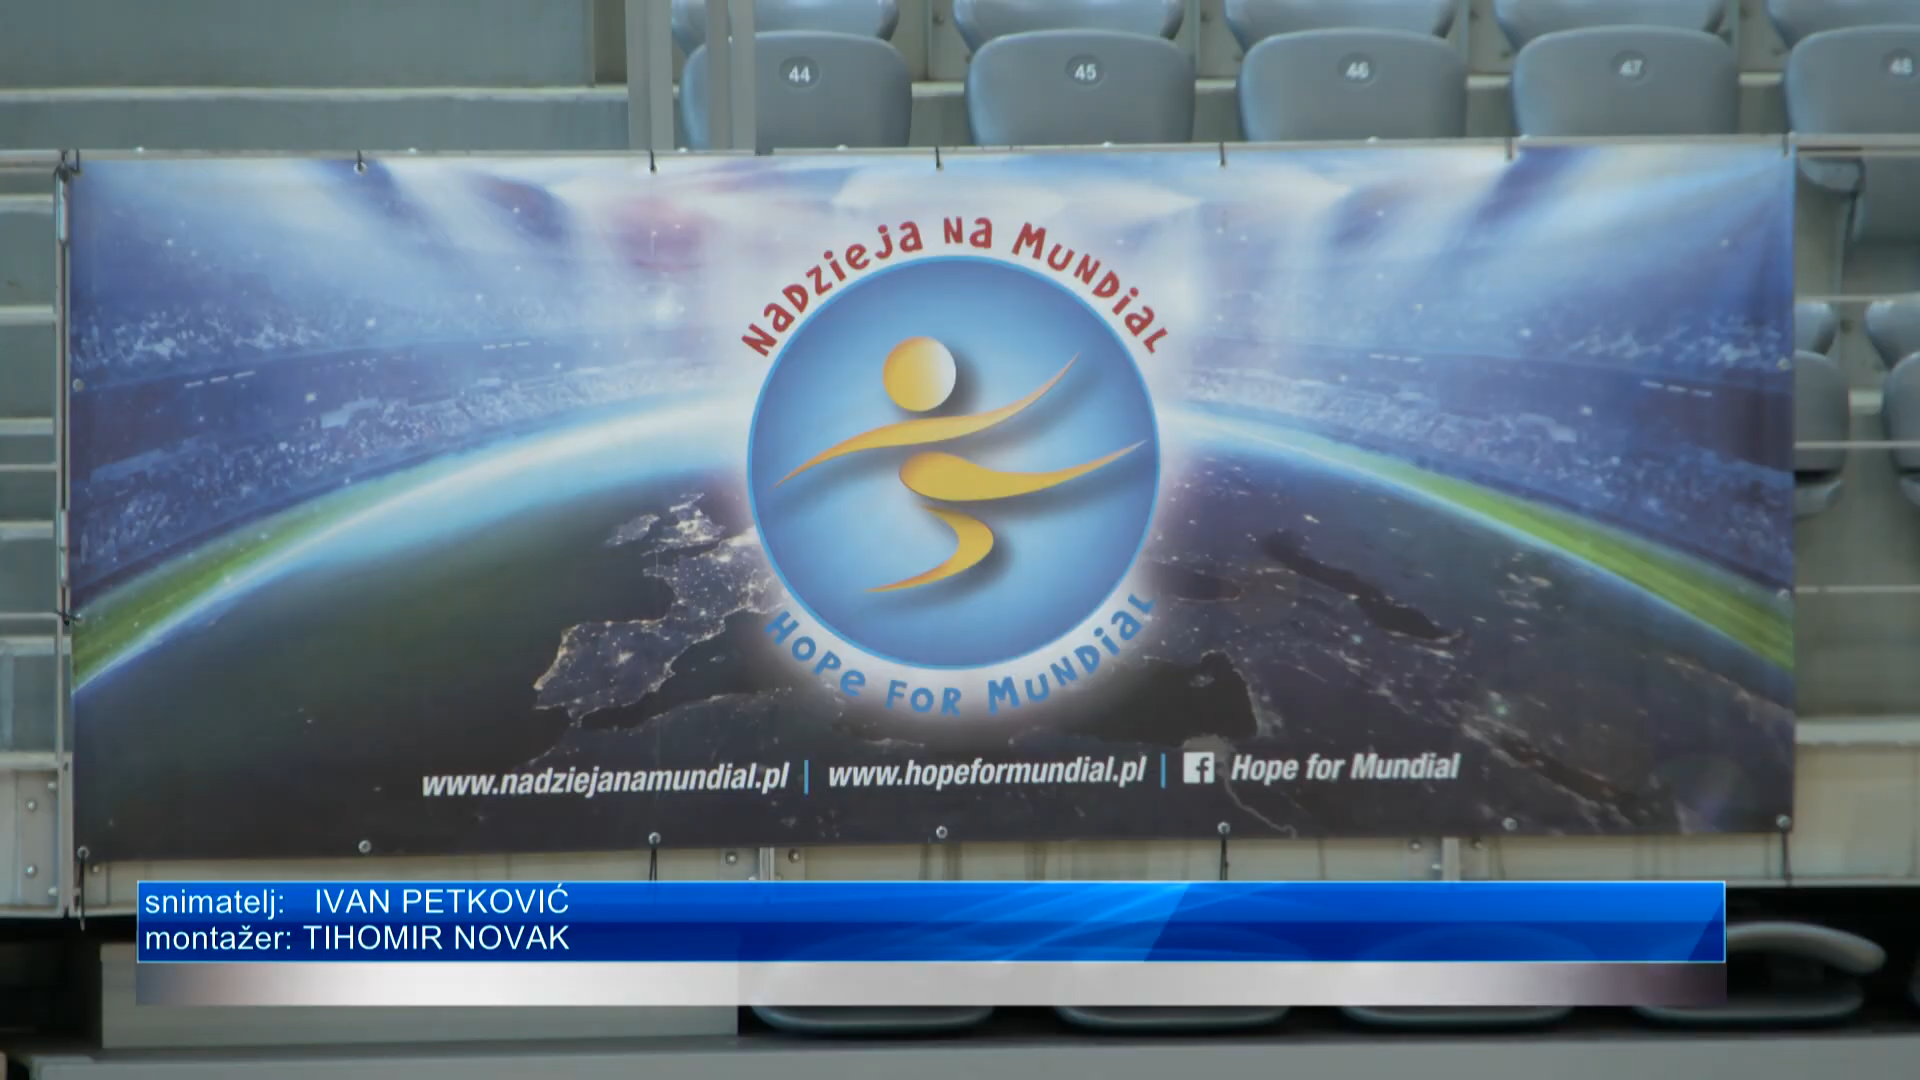 44
45
46
47
48
Nadzieja na Mundial
Hope for Mundial
www.nadziejanamundial.pl | www.hopeformundial.pl | f Hope for Mundial
snimatelj: IVAN PETKOVIĆ
montažer: TIHOMIR NOVAK